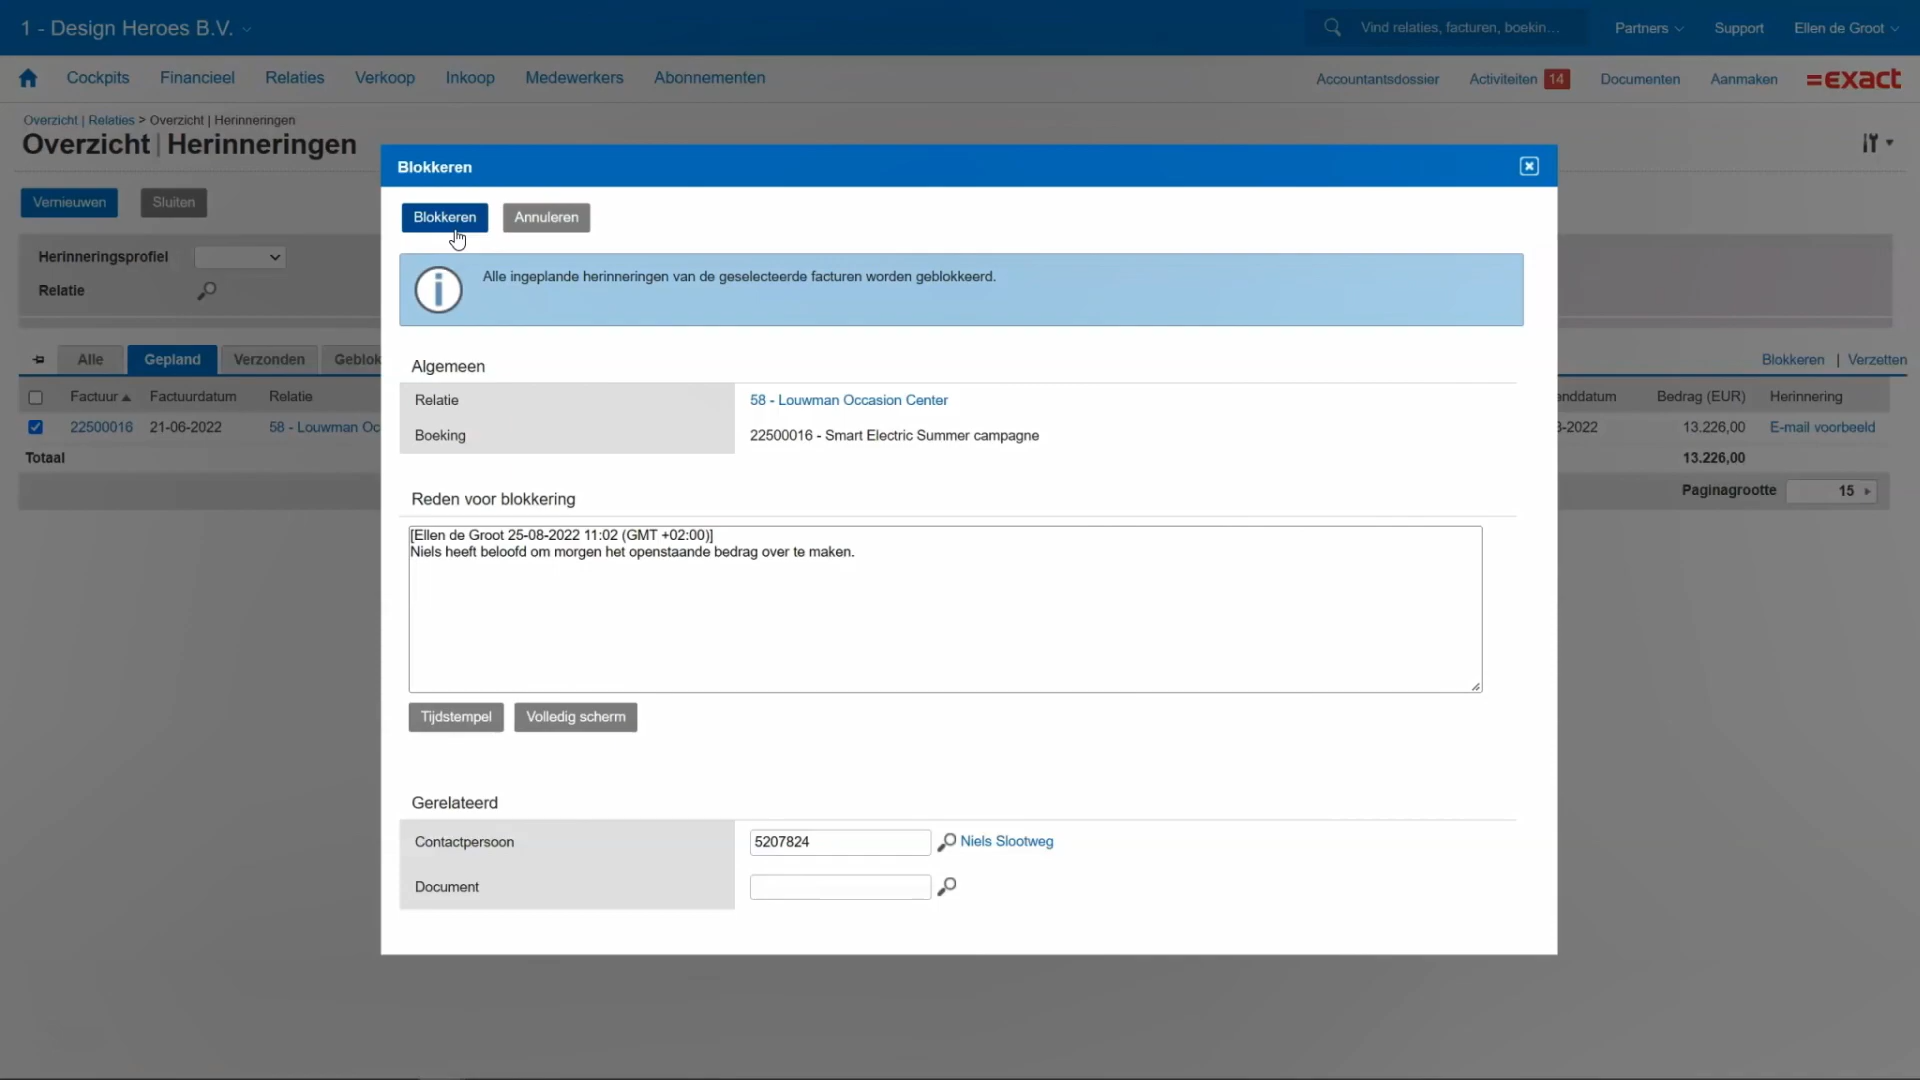 1 - Design Heroes B.V.
Vind relaties, facturen, boekin...
Partners
Support
Ellen de Groot
Cockpits Financieel Relaties Verkoop Inkoop Medewerkers Abonnementen
Accountantsdossier Activiteiten 14 Documenten Aanmaken =exact
Overzicht | Relaties > Overzicht | Herinneringen
Overzicht | Herinneringen
Vernieuwen Sluiten
Herinneringsprofiel
Relatie
Alle Gepland Verzonden Geblok
Blokkeren | Verzetten
Factuur Factuurdatum Relatie
enddatum Bedrag (EUR) Herinnering
22500016 21-06-2022 58 - Louwman Oc
8-2022 13.226,00 E-mail voorbeeld
Totaal 13.226,00
Paginagrootte 15
Blokkeren
Blokkeren Annuleren
Alle ingeplande herinneringen van de geselecteerde facturen worden geblokkeerd.
Algemeen
Relatie 58 - Louwman Occasion Center
Boeking 22500016 - Smart Electric Summer campagne
Reden voor blokkering
[Ellen de Groot 25-08-2022 11:02 (GMT +02:00)]
Niels heeft beloofd om morgen het openstaande bedrag over te maken.
Tijdstempel Volledig scherm
Gerelateerd
Contactpersoon 5207824 Niels Slootweg
Document